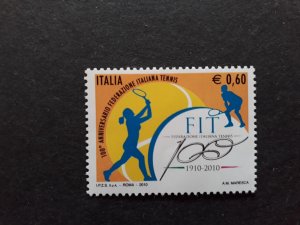 ITALIA
€ 0,60
100° ANNIVERSARIO FEDERAZIONE ITALIANA TENNIS
FIT
FEDERAZIONE ITALIANA TENNIS
100
1910-2010
I.P.Z.S. S.p.A. - ROMA - 2010
A.M. MARESCA